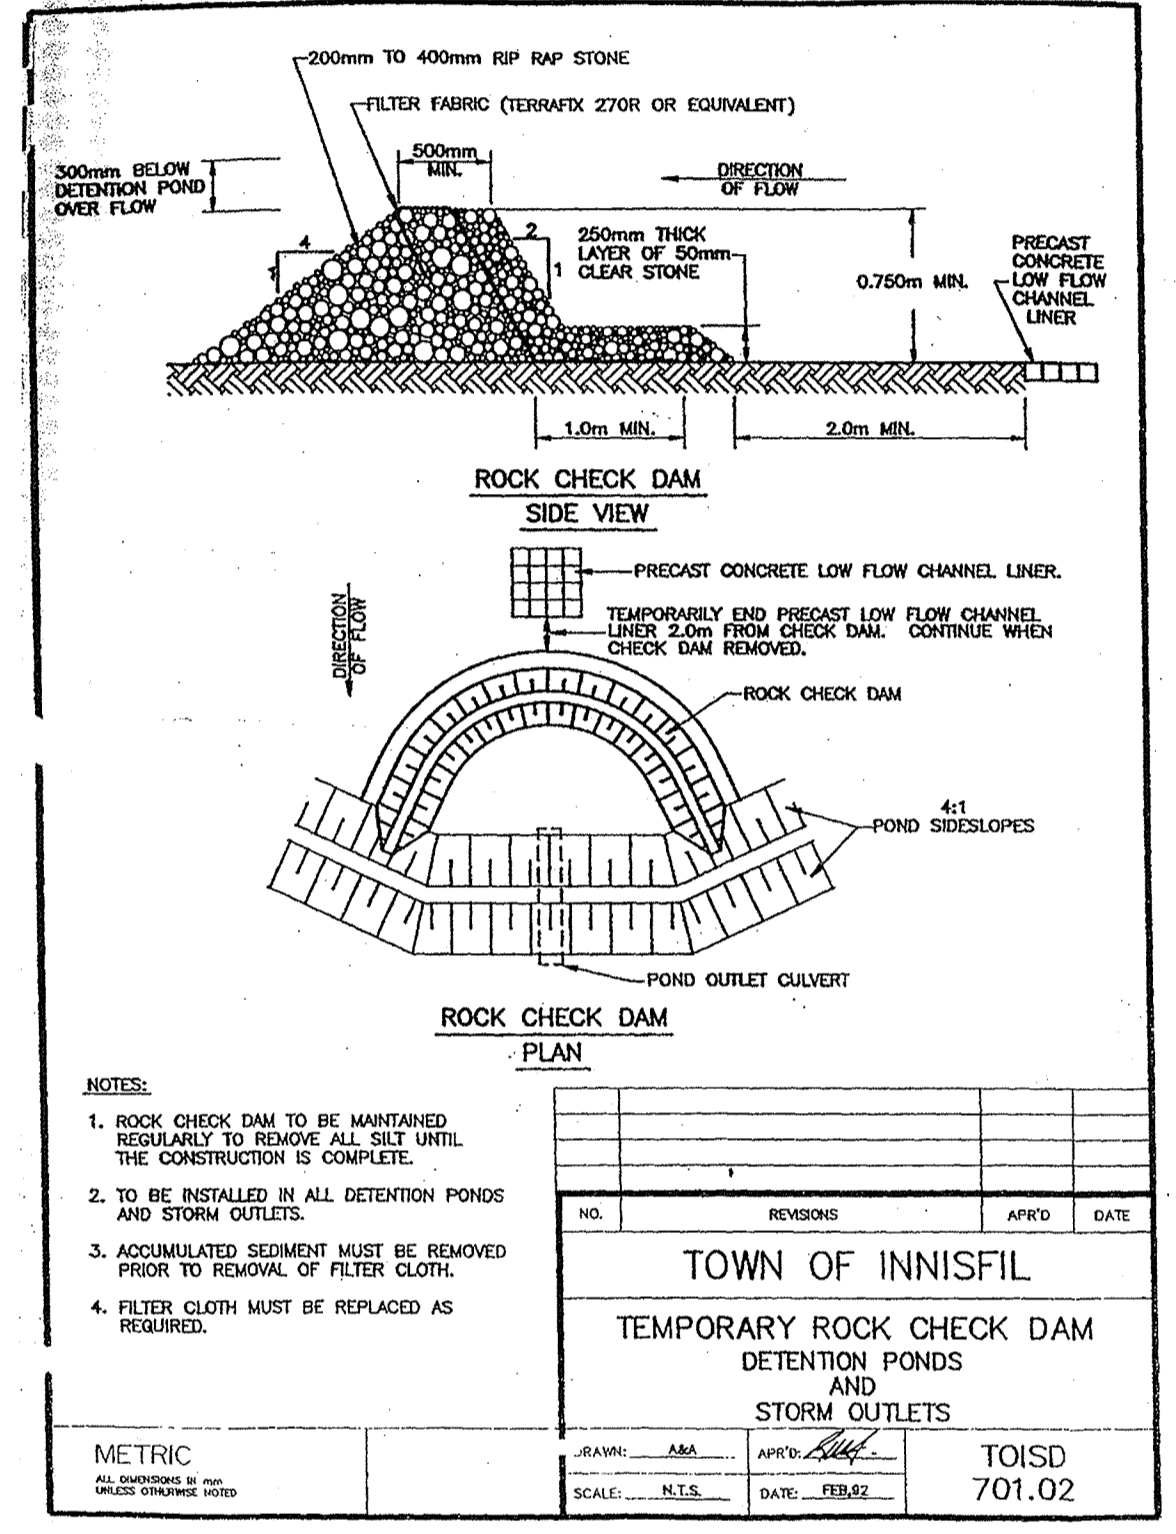 200mm TO 400mm RIP RAP STONE
FILTER FABRIC (TERRAFIX 270R OR EQUIVALENT)
500mm
MIN.
300mm BELOW
DETENTION POND
OVER FLOW
DIRECTION
OF FLOW
4
1
2
1
250mm THICK
LAYER OF 50mm
CLEAR STONE
0.750m MIN.
PRECAST
CONCRETE
LOW FLOW
CHANNEL
LINER
1.0m MIN.
2.0m MIN.
ROCK CHECK DAM
SIDE VIEW
PRECAST CONCRETE LOW FLOW CHANNEL LINER.
DIRECTION
OF FLOW
TEMPORARILY END PRECAST LOW FLOW CHANNEL
LINER 2.0m FROM CHECK DAM. CONTINUE WHEN
CHECK DAM REMOVED.
ROCK CHECK DAM
4:1
POND SIDESLOPES
POND OUTLET CULVERT
ROCK CHECK DAM
PLAN
NOTES:
1. ROCK CHECK DAM TO BE MAINTAINED
REGULARLY TO REMOVE ALL SILT UNTIL
THE CONSTRUCTION IS COMPLETE.
2. TO BE INSTALLED IN ALL DETENTION PONDS
AND STORM OUTLETS.
3. ACCUMULATED SEDIMENT MUST BE REMOVED
PRIOR TO REMOVAL OF FILTER CLOTH.
4. FILTER CLOTH MUST BE REPLACED AS
REQUIRED.
NO. REVISIONS APR'D DATE
TOWN OF INNISFIL
TEMPORARY ROCK CHECK DAM
DETENTION PONDS
AND
STORM OUTLETS
METRIC
ALL DIMENSIONS IN mm
UNLESS OTHERWISE NOTED
DRAWN: A&A
APR'D:
SCALE: N.T.S.
DATE: FEB,92
TOISD
701.02